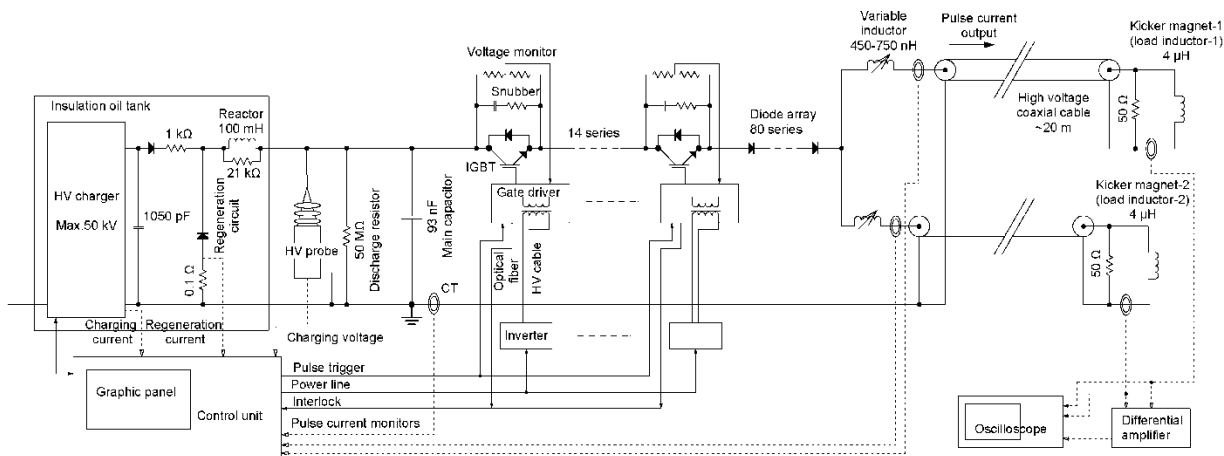 Variable
inductor
450-750 nH
Pulse current
output
Kicker magnet-1
(load inductor-1)
4 μH
Voltage monitor
Snubber
Insulation oil tank
Reactor
100 mH
1 kΩ
21 kΩ
14 series
Diode array
80 series
High voltage
coaxial cable
~20 m
50 Ω
IGBT
HV charger
Max.50 kV
1050 pF
Regeneration
circuit
0.1 Ω
HV probe
50 MΩ
Discharge resistor
93 nF
Main capacitor
Gate driver
Optical
fiber
HV cable
Kicker magnet-2
(load inductor-2)
4 μH
50 Ω
CT
Charging
current
Regeneration
current
Charging voltage
Inverter
Graphic panel
Control unit
Pulse trigger
Power line
Interlock
Pulse current monitors
Oscilloscope
Differential
amplifier